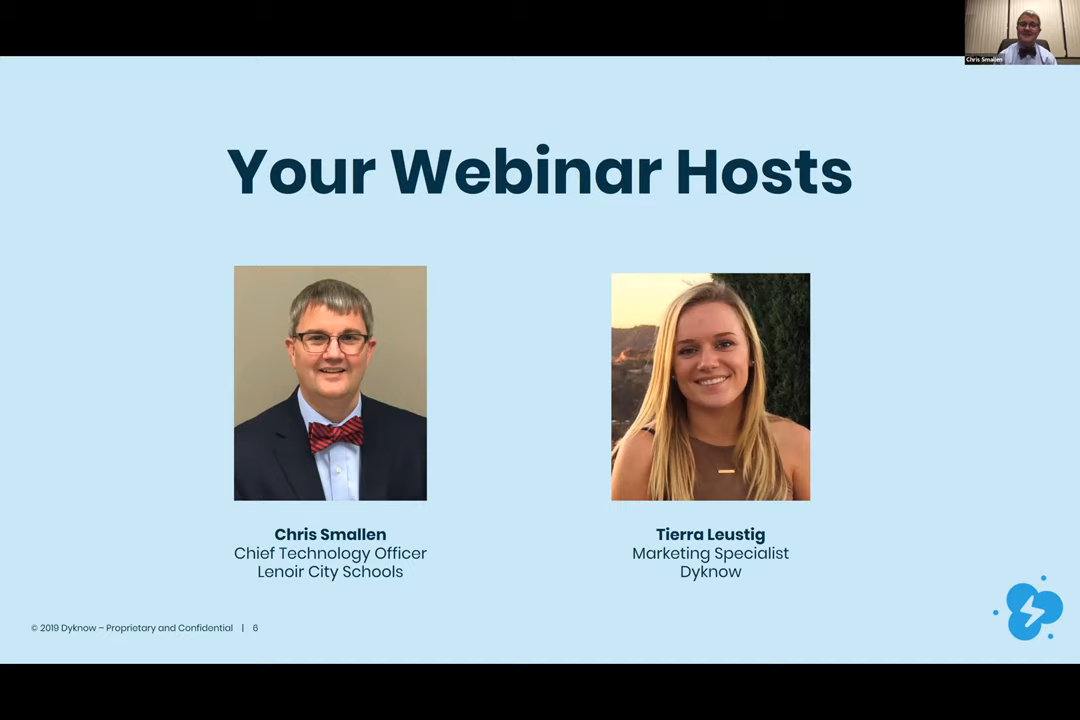 Chris Smallen
Your Webinar Hosts
Chris Smallen
Chief Technology Officer
Lenoir City Schools
Tierra Leustig
Marketing Specialist
Dyknow
© 2019 Dyknow – Proprietary and Confidential | 6